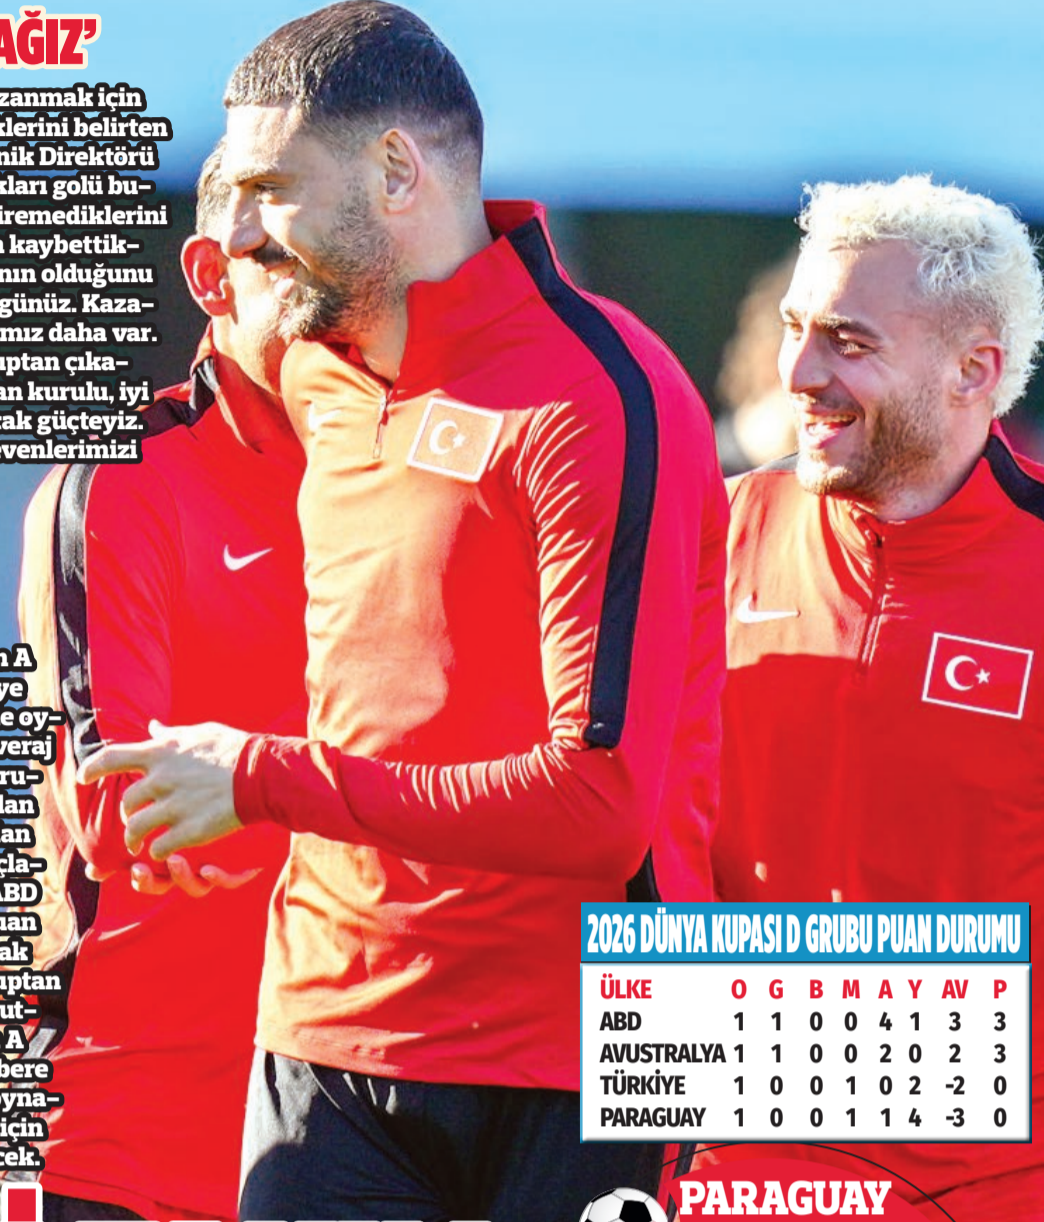 AĞIZ’
zanmak için
klerini belirten
nik Direktörü
kları golü bu-
iremediklerini
n kaybettik-
nın olduğunu
günüz. Kaza-
mız daha var.
uptan çıka-
an kurulu, iyi
cak güçteyiz.
evenlerimizi
n A
ye
e oy-
veraj
ru-
lan
lan
çla-
ABD
uan
ak
uptan
ut-
A
bere
oyna-
için
cek.
2026 DÜNYA KUPASI D GRUBU PUAN DURUMU
ÜLKE O G B M A Y AV P
ABD 1 1 0 0 4 1 3 3
AVUSTRALYA 1 1 0 0 2 0 2 3
TÜRKİYE 1 0 0 1 0 2 -2 0
PARAGUAY 1 0 0 1 1 4 -3 0
PARAGUAY